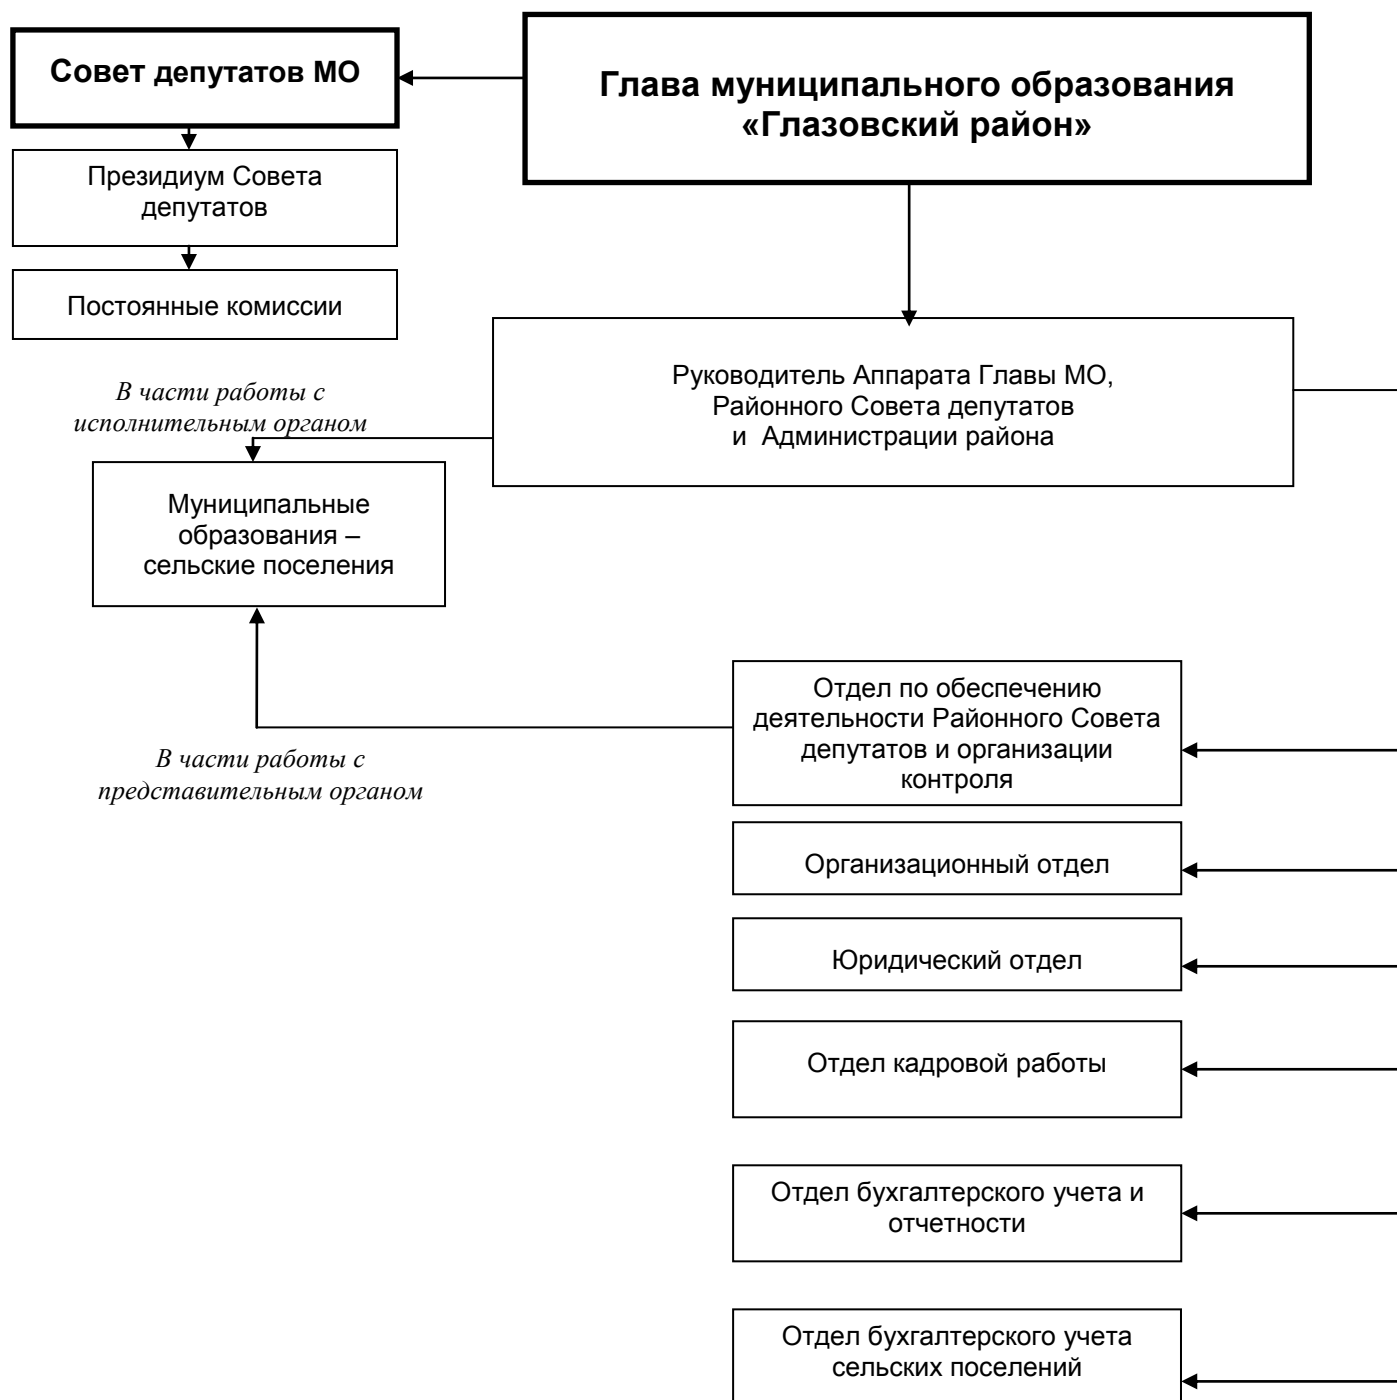 Совет депутатов МО
Глава муниципального образования
«Глазовский район»
Президиум Совета
депутатов
Постоянные комиссии
Руководитель Аппарата Главы МО,
Районного Совета депутатов
и Администрации района
В части работы с
исполнительным органом
Муниципальные
образования –
сельские поселения
Отдел по обеспечению
деятельности Районного Совета
депутатов и организации
контроля
В части работы с
представительным органом
Организационный отдел
Юридический отдел
Отдел кадровой работы
Отдел бухгалтерского учета и
отчетности
Отдел бухгалтерского учета
сельских поселений